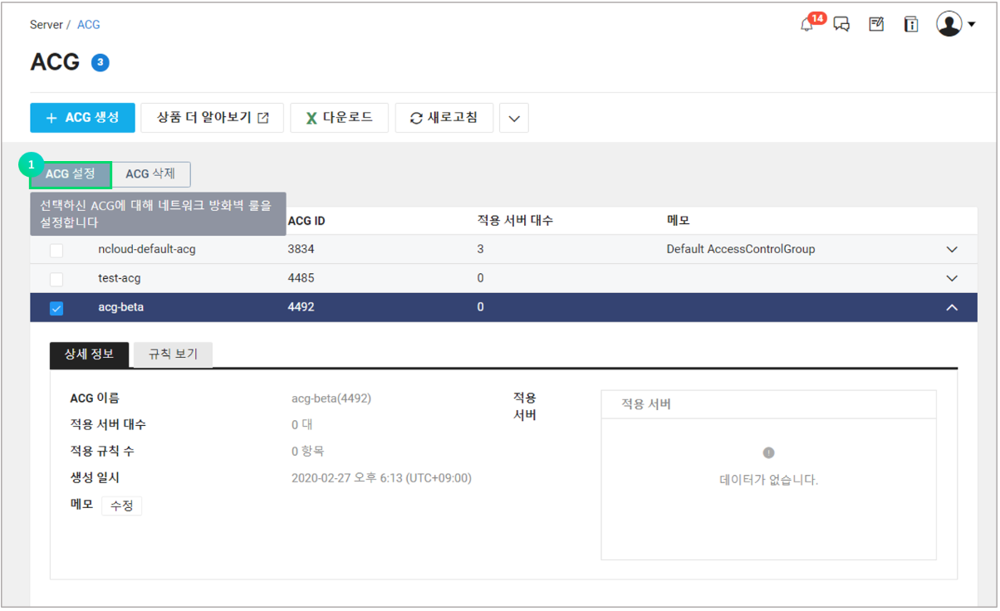 Server / ACG
14
ACG 3
+ ACG 생성
상품 더 알아보기
다운로드
새로고침
1
ACG 설정
ACG 삭제
선택하신 ACG에 대해 네트워크 방화벽 룰을
설정합니다
ACG ID
적용 서버 대수
메모
ncloud-default-acg 3834 3 Default AccessControlGroup
test-acg 4485 0
acg-beta 4492 0
상세 정보
규칙 보기
ACG 이름 acg-beta(4492)
적용 서버 대수 0 대
적용 규칙 수 0 항목
생성 일시 2020-02-27 오후 6:13 (UTC+09:00)
메모 수정
적용
서버
적용 서버
데이터가 없습니다.